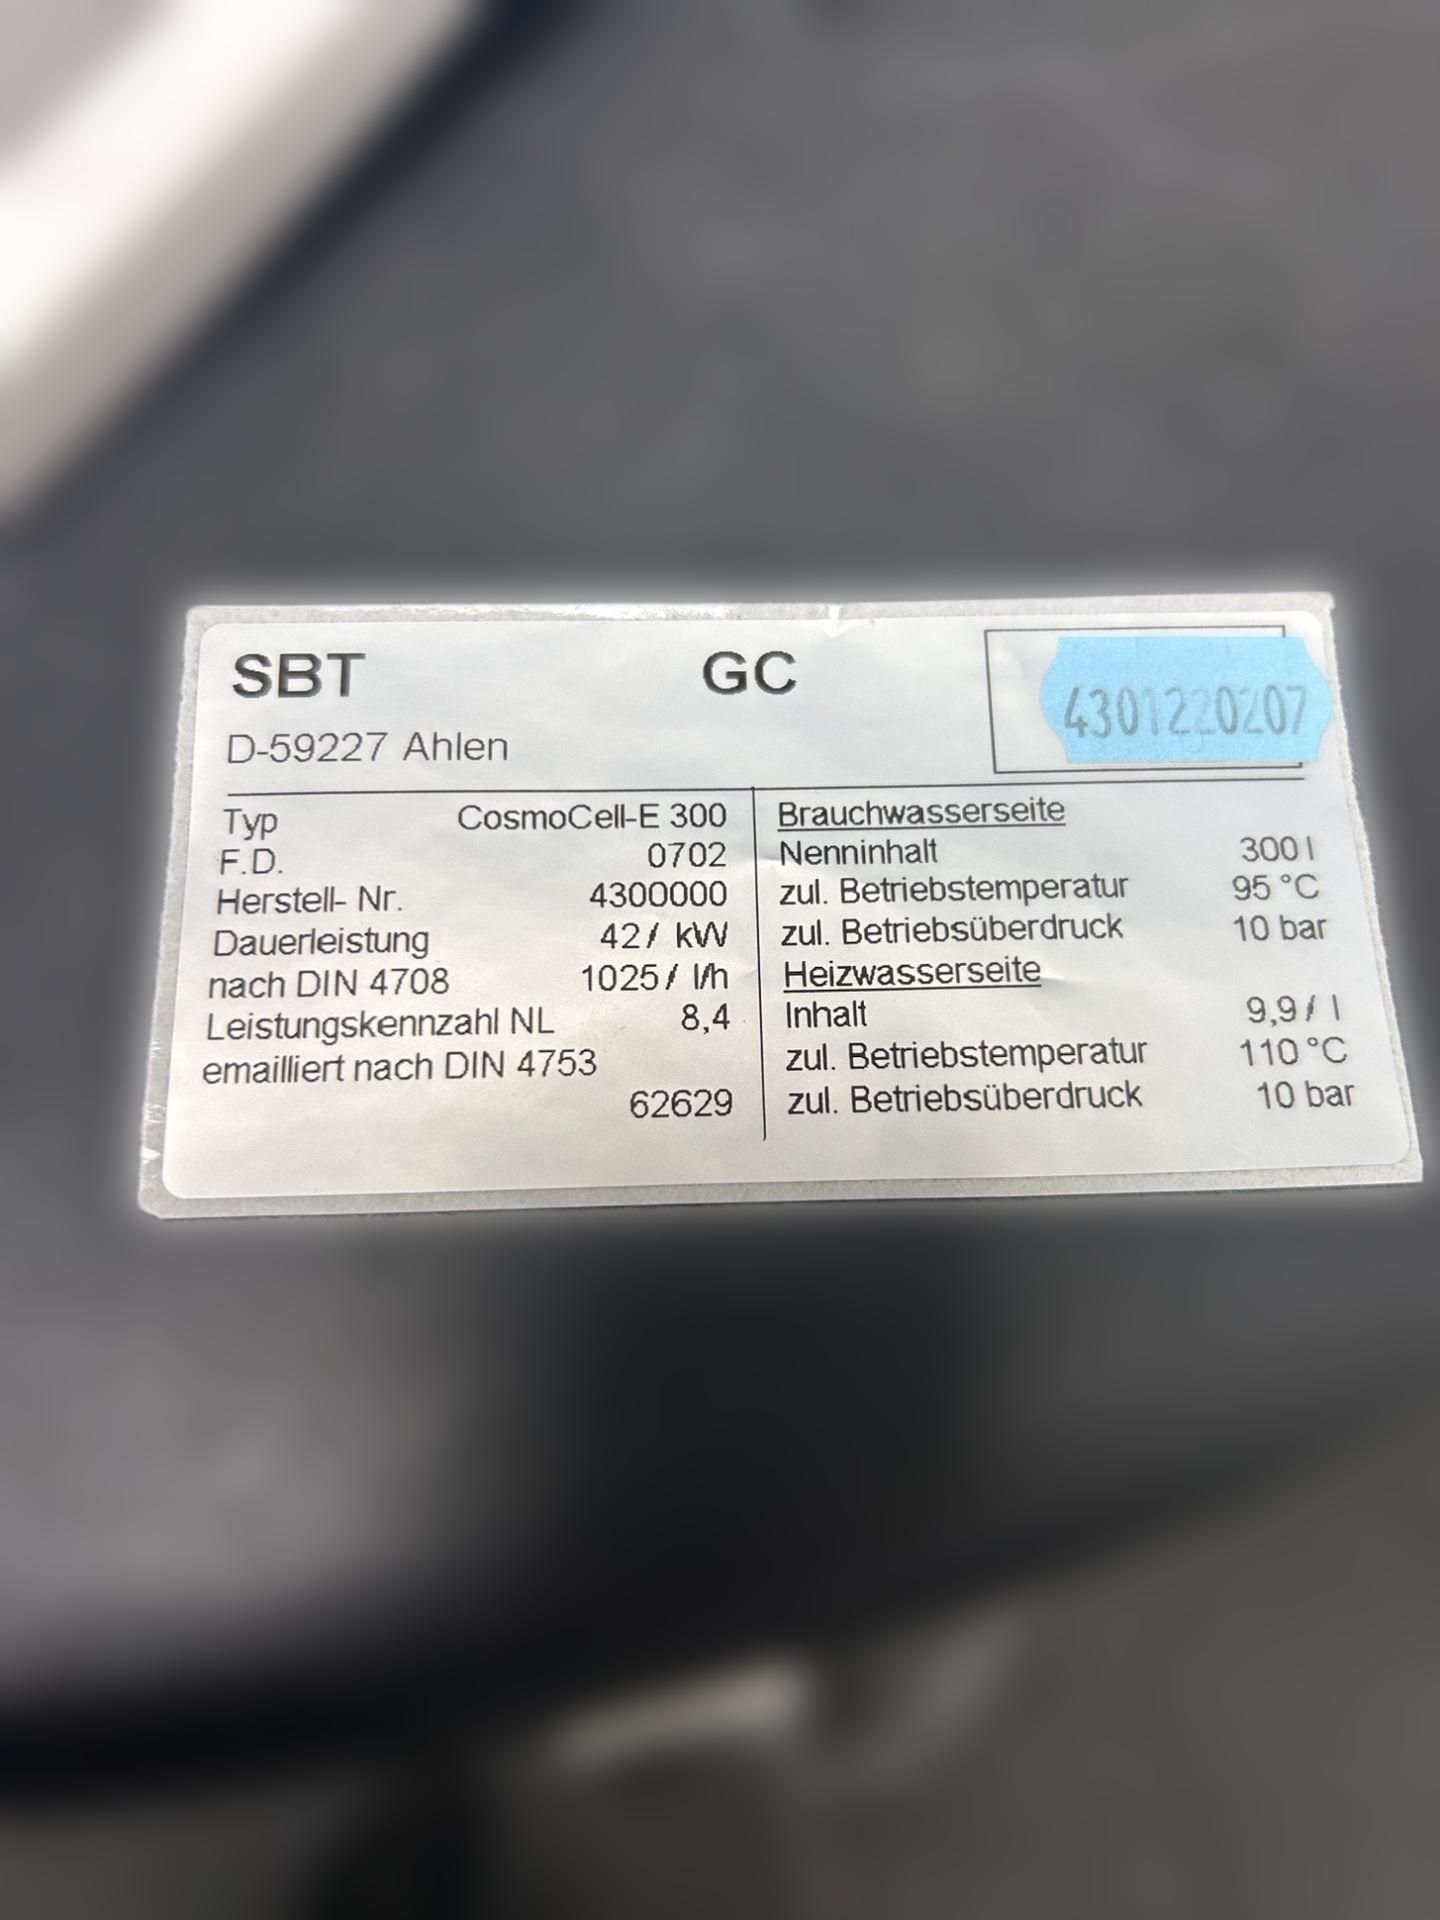 SBT GC
4301220207
D-59227 Ahlen
Typ CosmoCell-E 300
F.D. 0702
Herstell- Nr. 4300000
Dauerleistung 42/ kW
nach DIN 4708 1025/ l/h
Leistungskennzahl NL 8,4
emailliert nach DIN 4753
62629
Brauchwasserseite
Nenninhalt 300 l
zul. Betriebstemperatur 95 °C
zul. Betriebsüberdruck 10 bar
Heizwasserseite
Inhalt 9,9 / l
zul. Betriebstemperatur 110 °C
zul. Betriebsüberdruck 10 bar